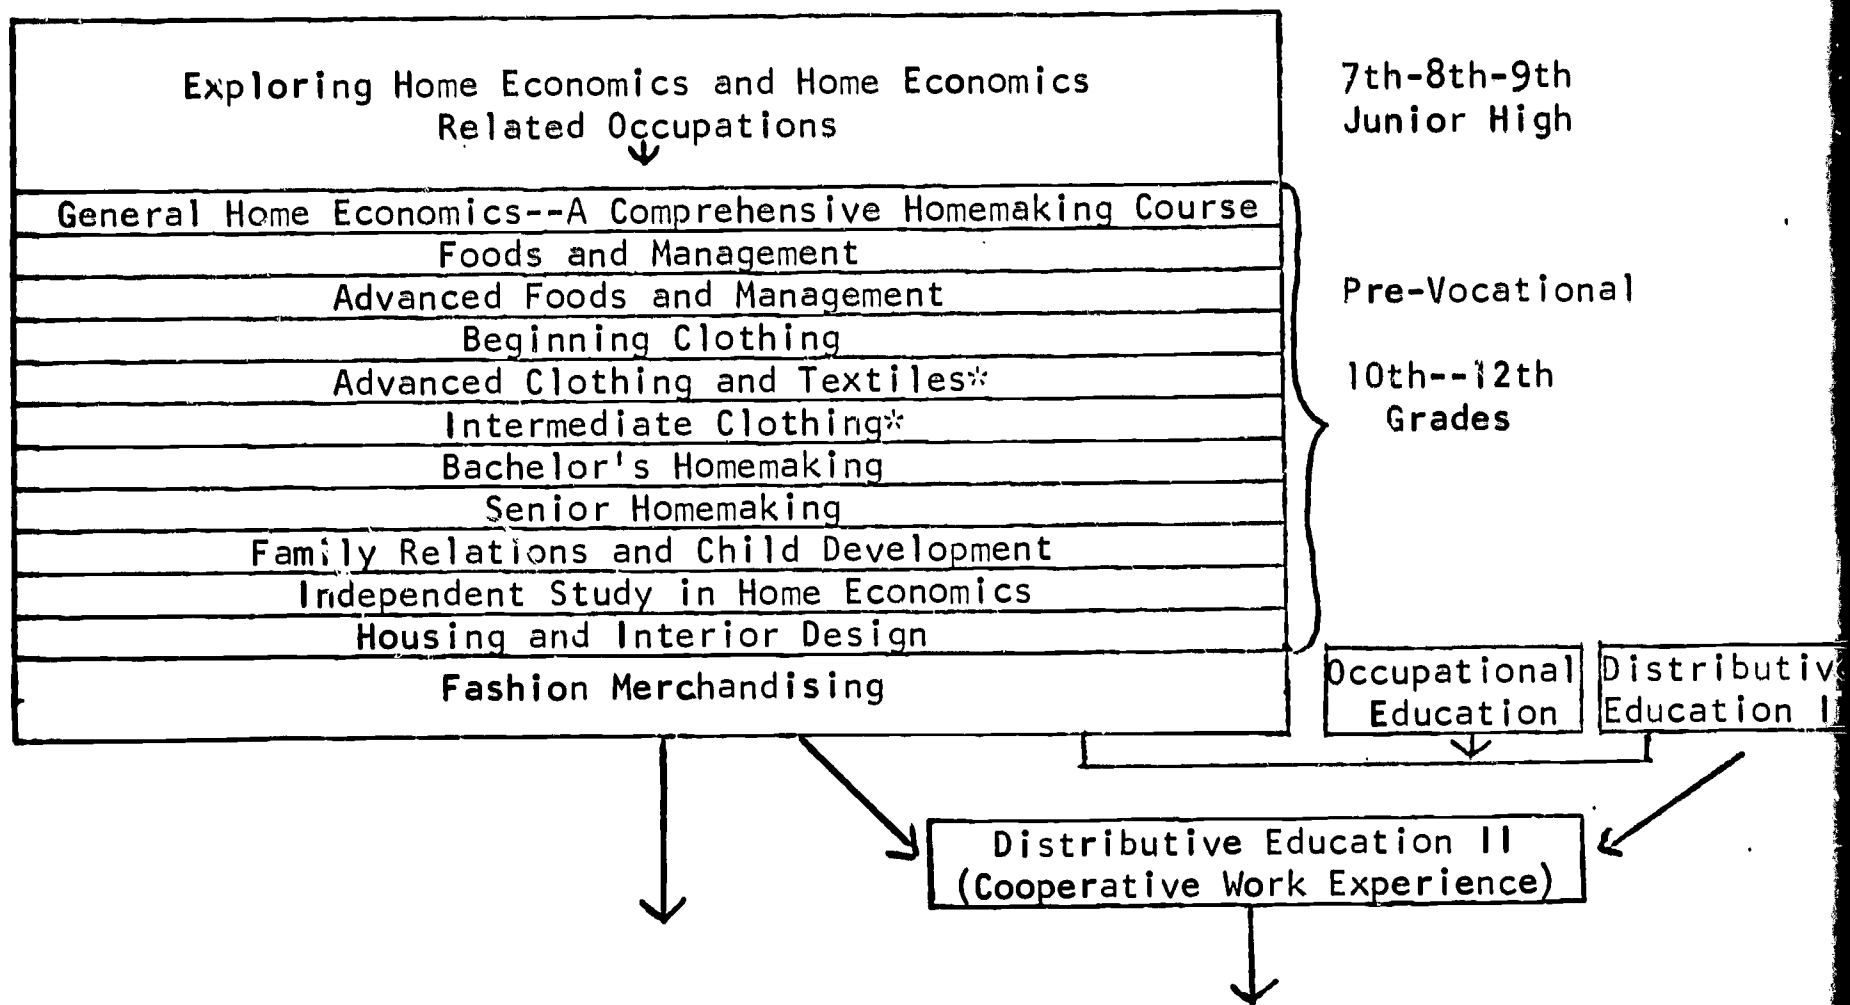 Exploring Home Economics and Home Economics
Related Occupations
7th-8th-9th
Junior High
General Home Economics--A Comprehensive Homemaking Course
Foods and Management
Advanced Foods and Management
Beginning Clothing
Advanced Clothing and Textiles*
Intermediate Clothing*
Bachelor's Homemaking
Senior Homemaking
Family Relations and Child Development
Independent Study in Home Economics
Housing and Interior Design
Pre-Vocational
10th--12th
Grades
Fashion Merchandising
Occupational
Education
Distributiv
Education I
Distributive Education II
(Cooperative Work Experience)